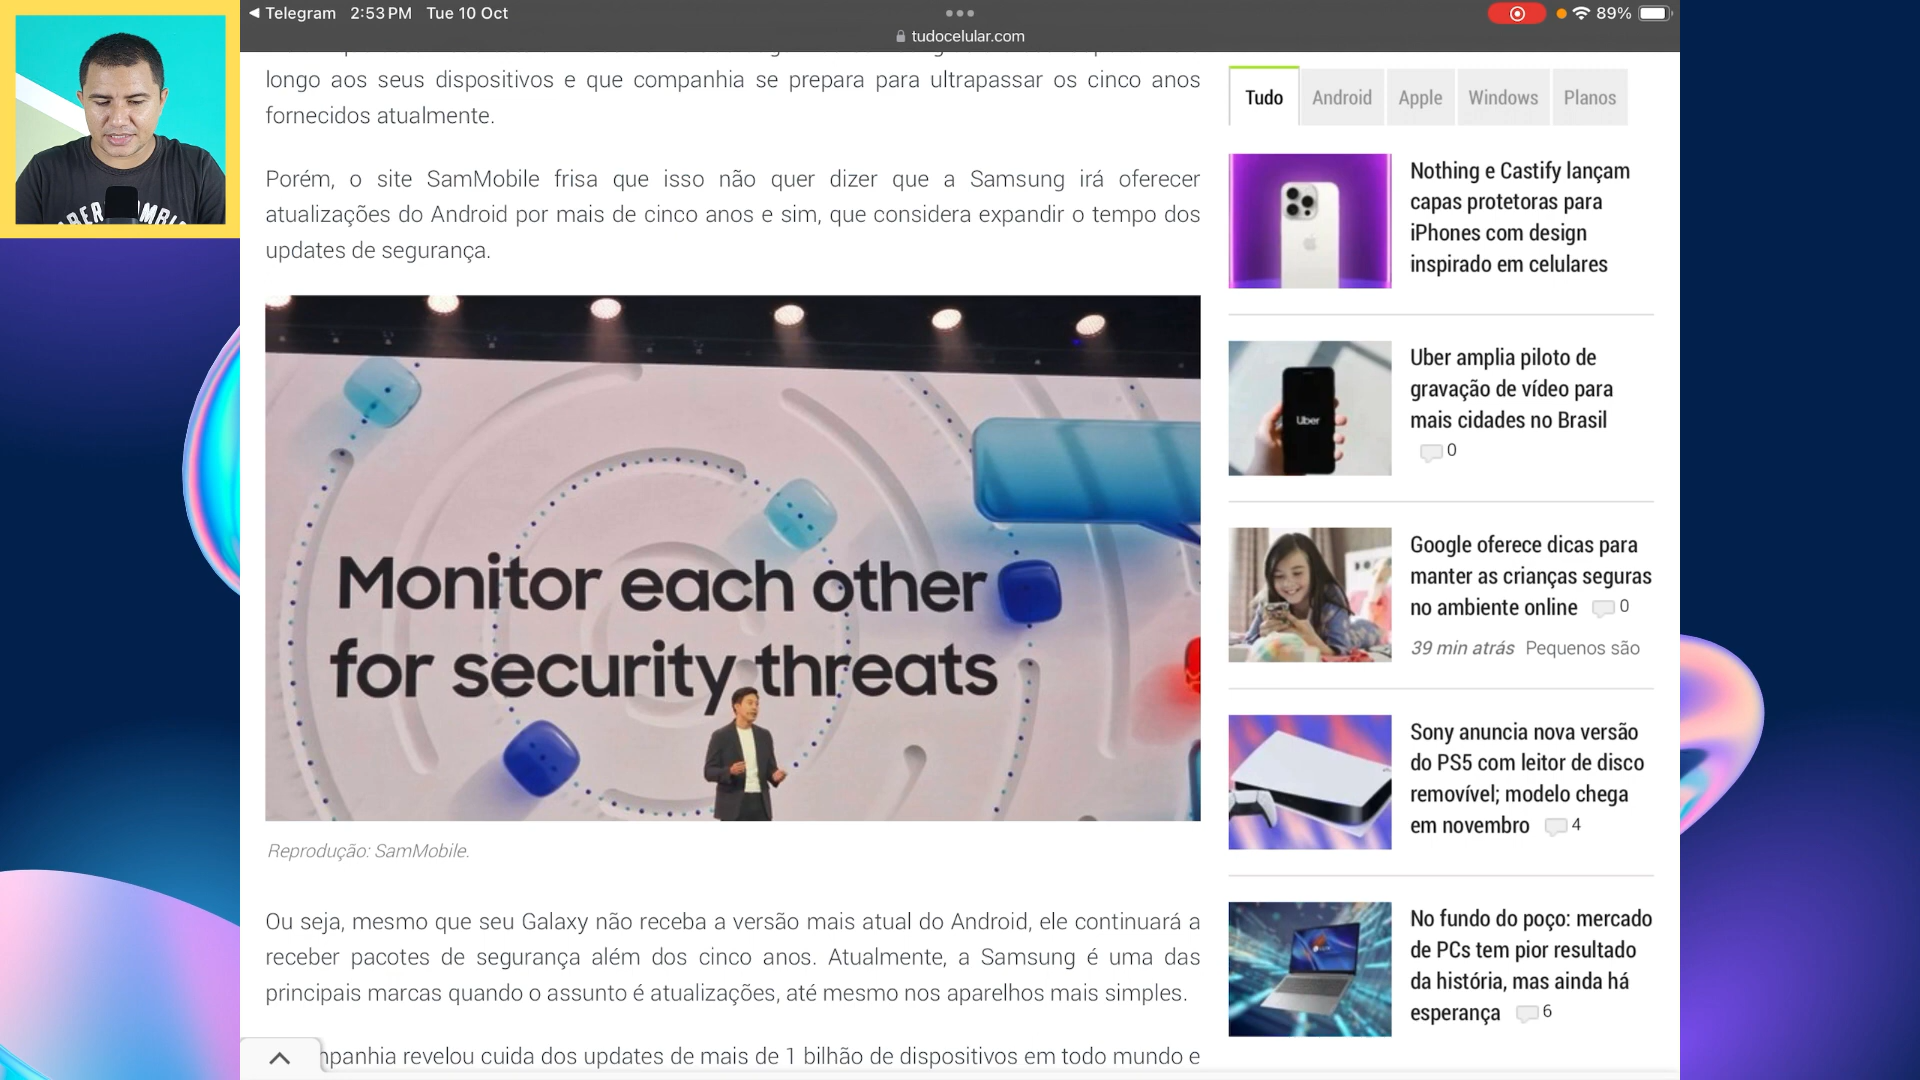 Telegram 2:53 PM Tue 10 Oct
89%
tudocelular.com
longo aos seus dispositivos e que companhia se prepara para ultrapassar os cinco anos
fornecidos atualmente.
Porém, o site SamMobile frisa que isso não quer dizer que a Samsung irá oferecer
atualizações do Android por mais de cinco anos e sim, que considera expandir o tempo dos
updates de segurança.
Monitor each other
for security threats
Reprodução: SamMobile.
Ou seja, mesmo que seu Galaxy não receba a versão mais atual do Android, ele continuará a
receber pacotes de segurança além dos cinco anos. Atualmente, a Samsung é uma das
principais marcas quando o assunto é atualizações, até mesmo nos aparelhos mais simples.
mpanhia revelou cuida dos updates de mais de 1 bilhão de dispositivos em todo mundo e
Tudo Android Apple Windows Planos
Nothing e Castify lançam
capas protetoras para
iPhones com design
inspirado em celulares
Uber
Uber amplia piloto de
gravação de vídeo para
mais cidades no Brasil
0
Google oferece dicas para
manter as crianças seguras
no ambiente online 0
39 min atrás Pequenos são
Sony anuncia nova versão
do PS5 com leitor de disco
removível; modelo chega
em novembro 4
No fundo do poço: mercado
de PCs tem pior resultado
da história, mas ainda há
esperança 6